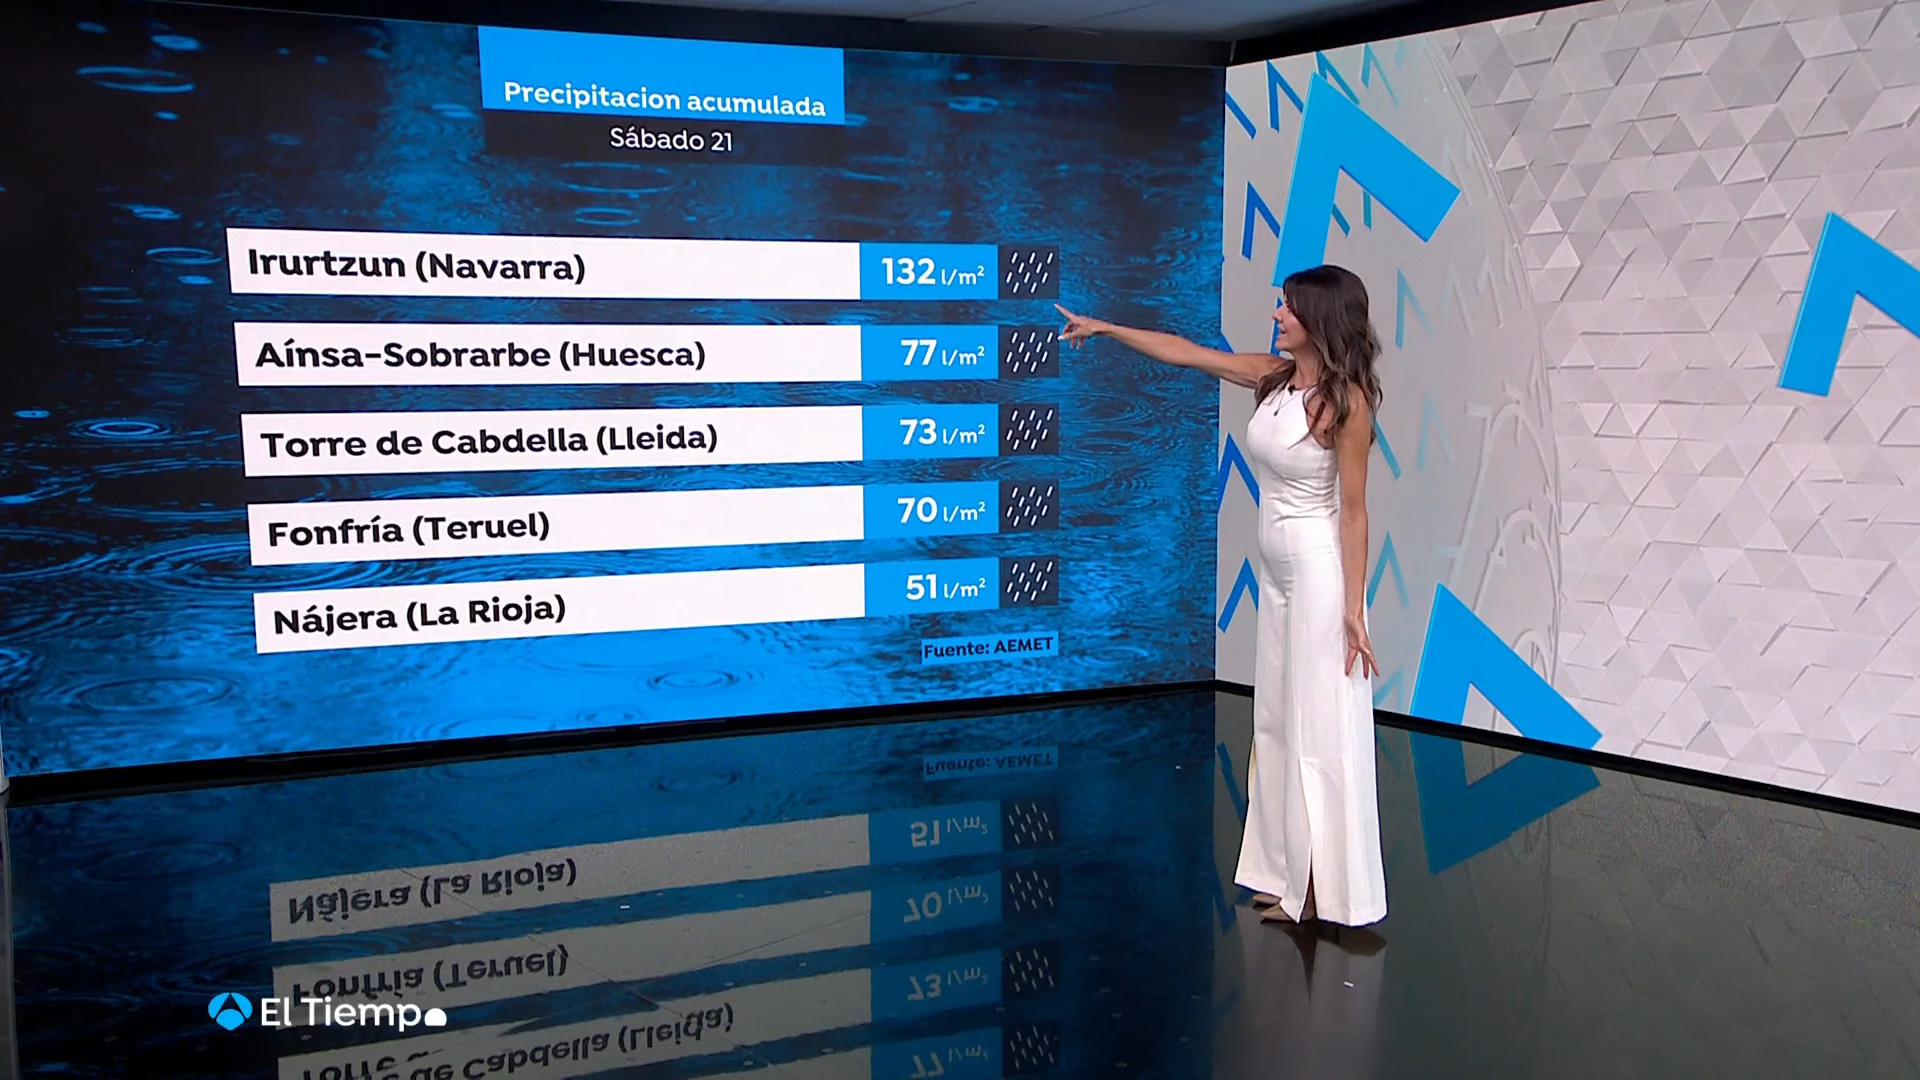 Precipitacion acumulada
Sábado 21
Irurtzun (Navarra) 132 l/m²
Aínsa-Sobrarbe (Huesca) 77 l/m²
Torre de Cabdella (Lleida) 73 l/m²
Fonfría (Teruel) 70 l/m²
Nájera (La Rioja) 51 l/m²
Fuente: AEMET
El Tiempo